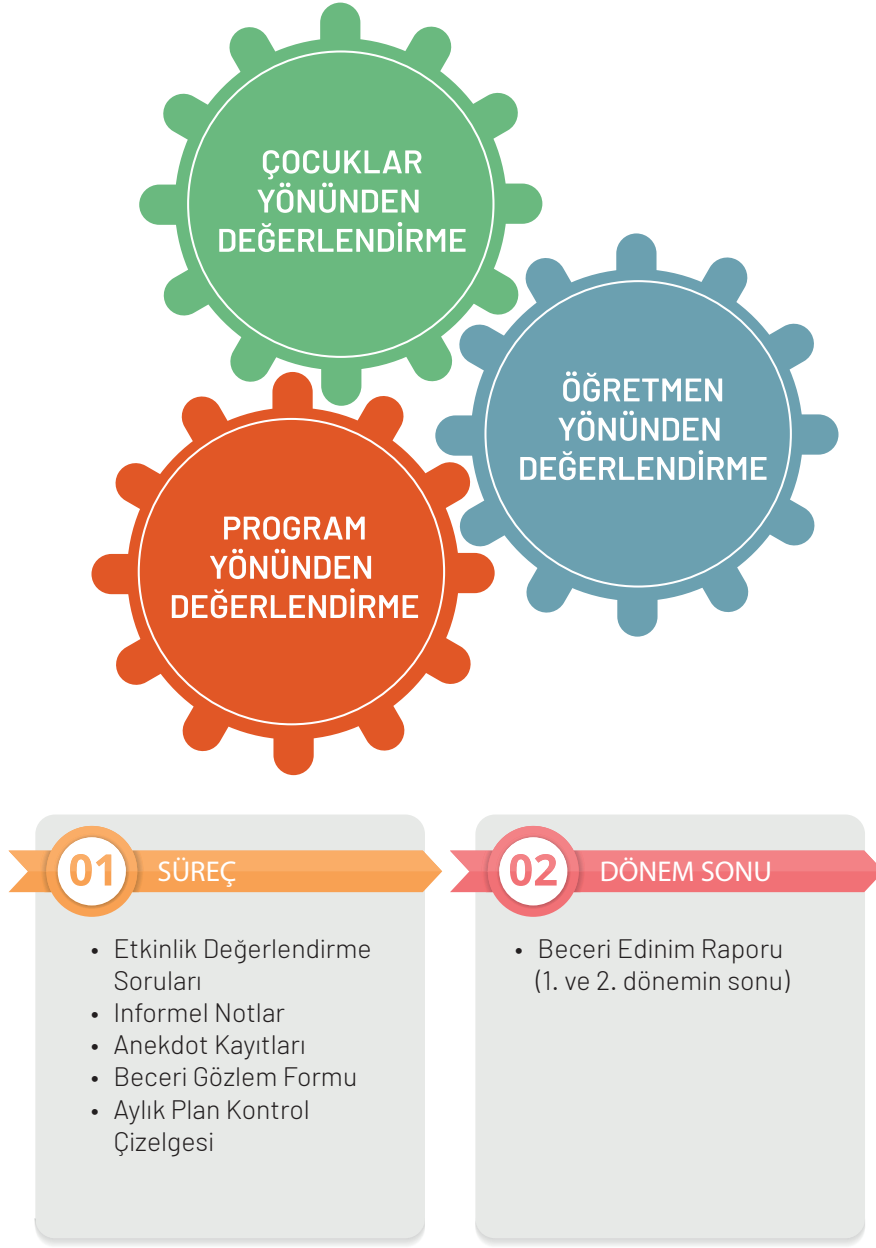 ÇOCUKLAR
YÖNÜNDEN
DEĞERLENDİRME
ÖĞRETMEN
YÖNÜNDEN
DEĞERLENDİRME
PROGRAM
YÖNÜNDEN
DEĞERLENDİRME
01 SÜREÇ
• Etkinlik Değerlendirme
Soruları
• Informel Notlar
• Anekdot Kayıtları
• Beceri Gözlem Formu
• Aylık Plan Kontrol
Çizelgesi
02 DÖNEM SONU
• Beceri Edinim Raporu
(1. ve 2. dönemin sonu)